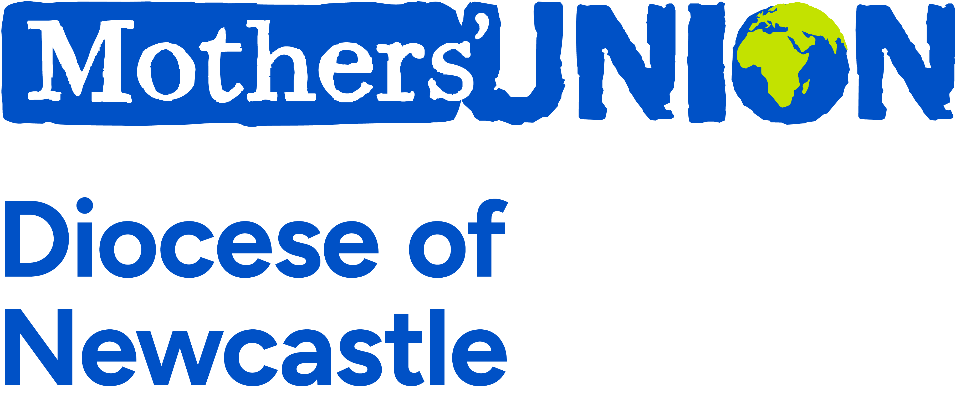 Mothers' UNION
Diocese of
Newcastle